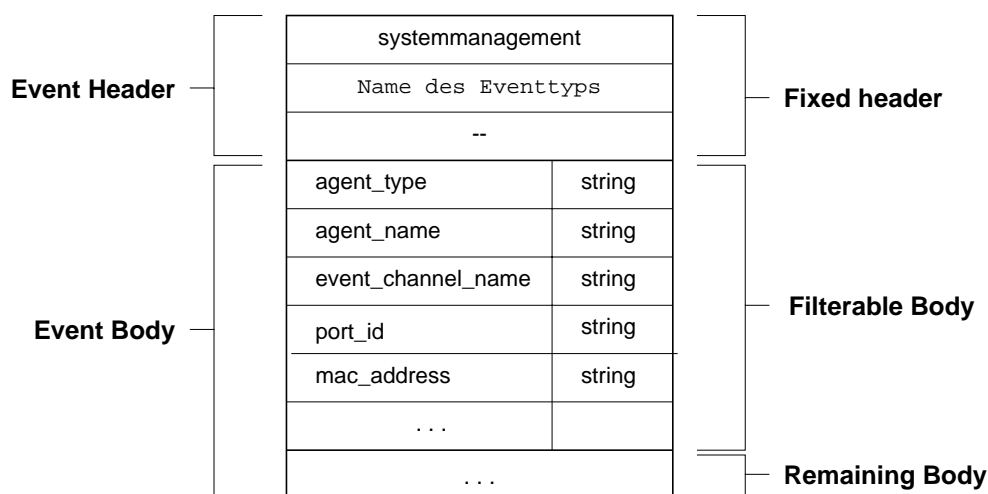 systemmanagement
Event Header
Name des Eventtyps
Fixed header
--
agent_type string
agent_name string
event_channel_name string
Filterable Body
Event Body
port_id string
mac_address string
. . .
. . .
Remaining Body